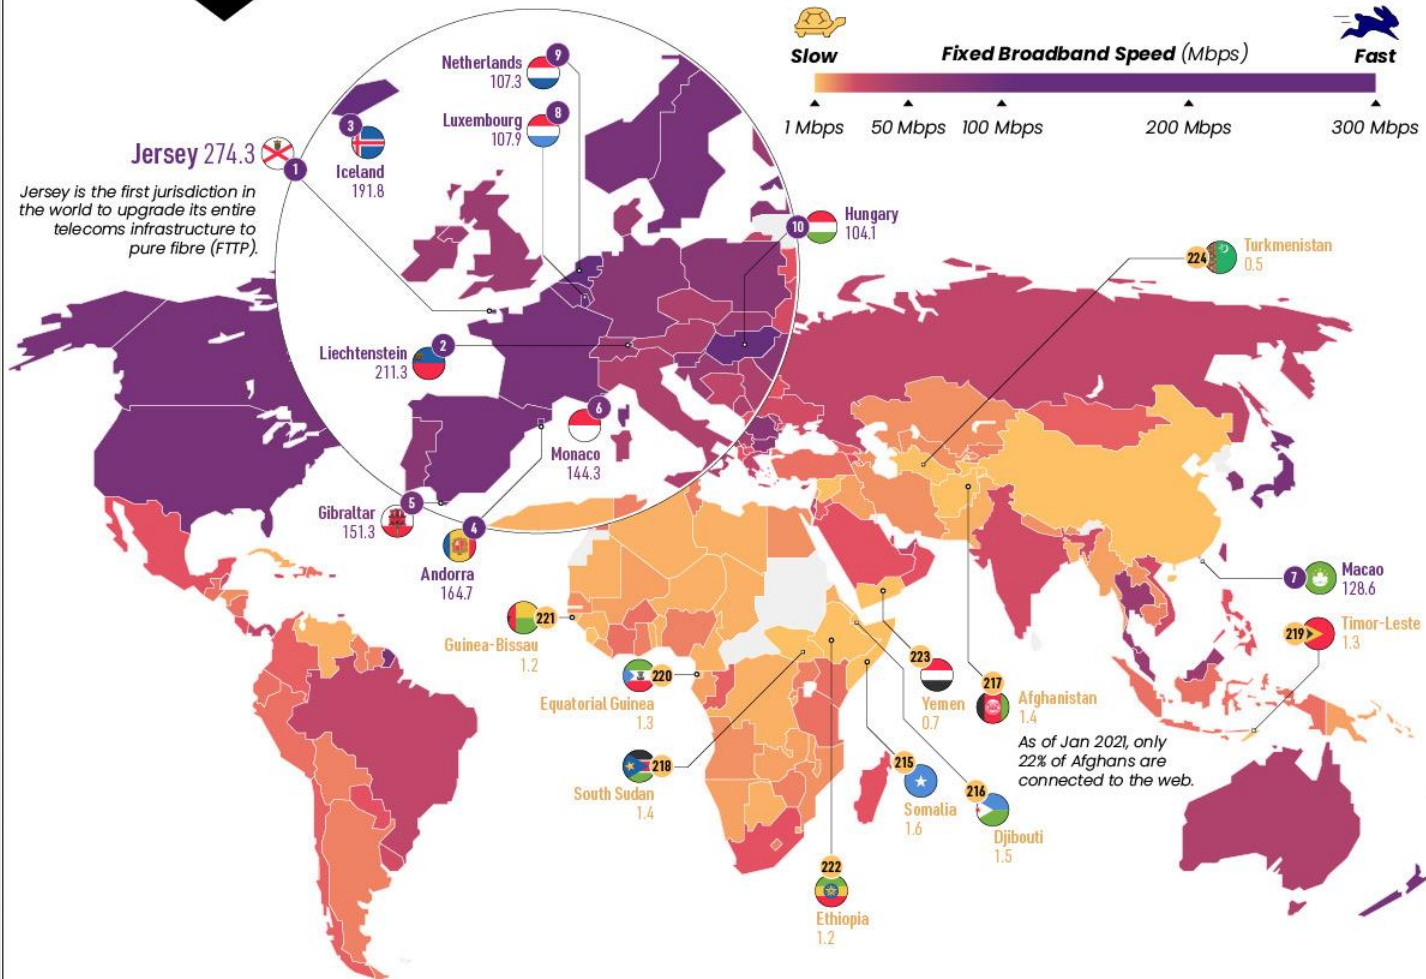 Slow
Fixed Broadband Speed (Mbps)
Fast
1 Mbps
50 Mbps
100 Mbps
200 Mbps
300 Mbps
9
Netherlands
107.3
8
Luxembourg
107.9
3
Iceland
191.8
Jersey 274.3
1
Jersey is the first jurisdiction in
the world to upgrade its entire
telecoms infrastructure to
pure fibre (FTTP).
10
Hungary
104.1
224
Turkmenistan
0.5
2
Liechtenstein
211.3
6
Monaco
144.3
5
Gibraltar
151.3
4
Andorra
164.7
7
Macao
128.6
221
Guinea-Bissau
1.2
219
Timor-Leste
1.3
220
Equatorial Guinea
1.3
223
Yemen
0.7
217
Afghanistan
1.4
As of Jan 2021, only
22% of Afghans are
connected to the web.
218
South Sudan
1.4
215
Somalia
1.6
216
Djibouti
1.5
222
Ethiopia
1.2